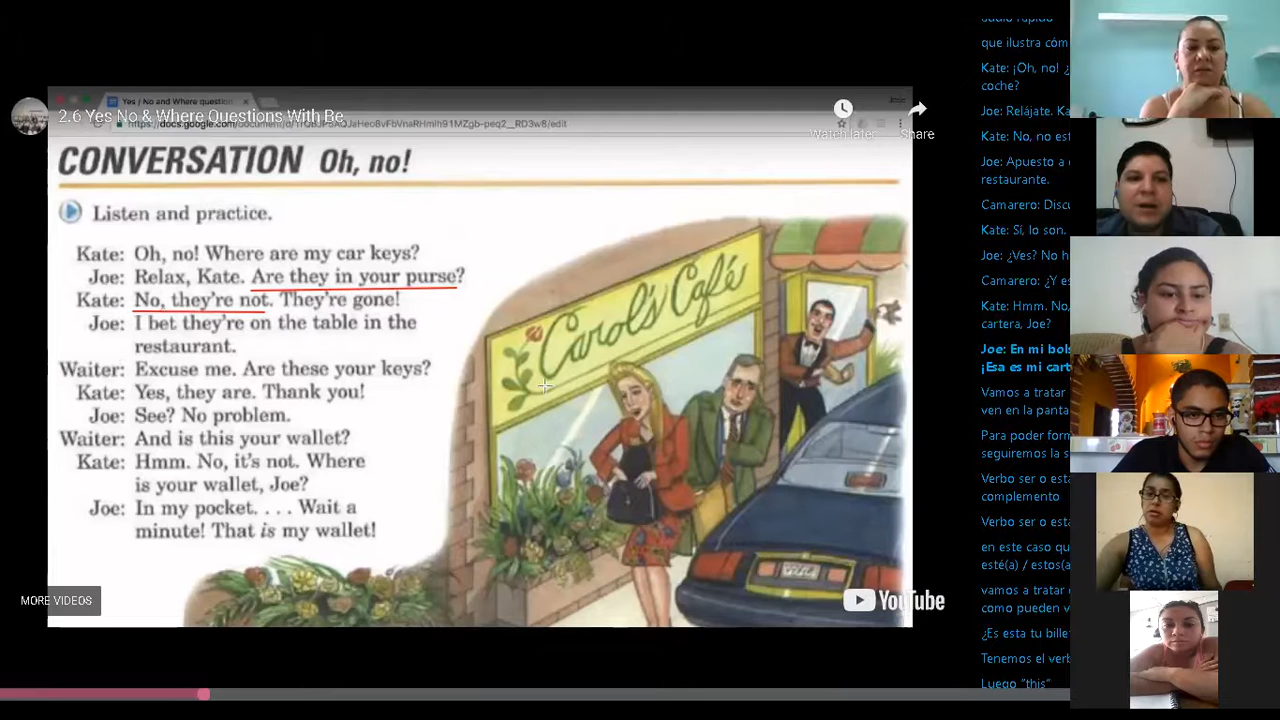 Yes / No and Where question
2.6 Yes No & Where Questions With Be
Watch later
Share
CONVERSATION Oh, no!
Listen and practice.
Kate: Oh, no! Where are my car keys?
Joe: Relax, Kate. Are they in your purse?
Kate: No, they're not. They're gone!
Joe: I bet they're on the table in the
restaurant.
Waiter: Excuse me. Are these your keys?
Kate: Yes, they are. Thank you!
Joe: See? No problem.
Waiter: And is this your wallet?
Kate: Hmm. No, it's not. Where
is your wallet, Joe?
Joe: In my pocket. . . . Wait a
minute! That is my wallet!
Carol's Café
MORE VIDEOS
YouTube
que ilustra cóm
Kate: ¡Oh, no! ¿
coche?
Joe: Relájate. Ka
Kate: No, no est
Joe: Apuesto a
restaurante.
Camarero: Discu
Kate: Sí, lo son.
Joe: ¿Ves? No h
Camarero: ¿Y es
Kate: Hmm. No,
cartera, Joe?
Joe: En mi bols
¡Esa es mi cart
Vamos a tratar
ven en la panta
Para poder form
seguiremos la s
Verbo ser o esta
complemento
Verbo ser o esta
en este caso qu
esté(a) / estos(a
vamos a tratar
como pueden v
¿Es esta tu bille
Tenemos el verb
Luego "this"